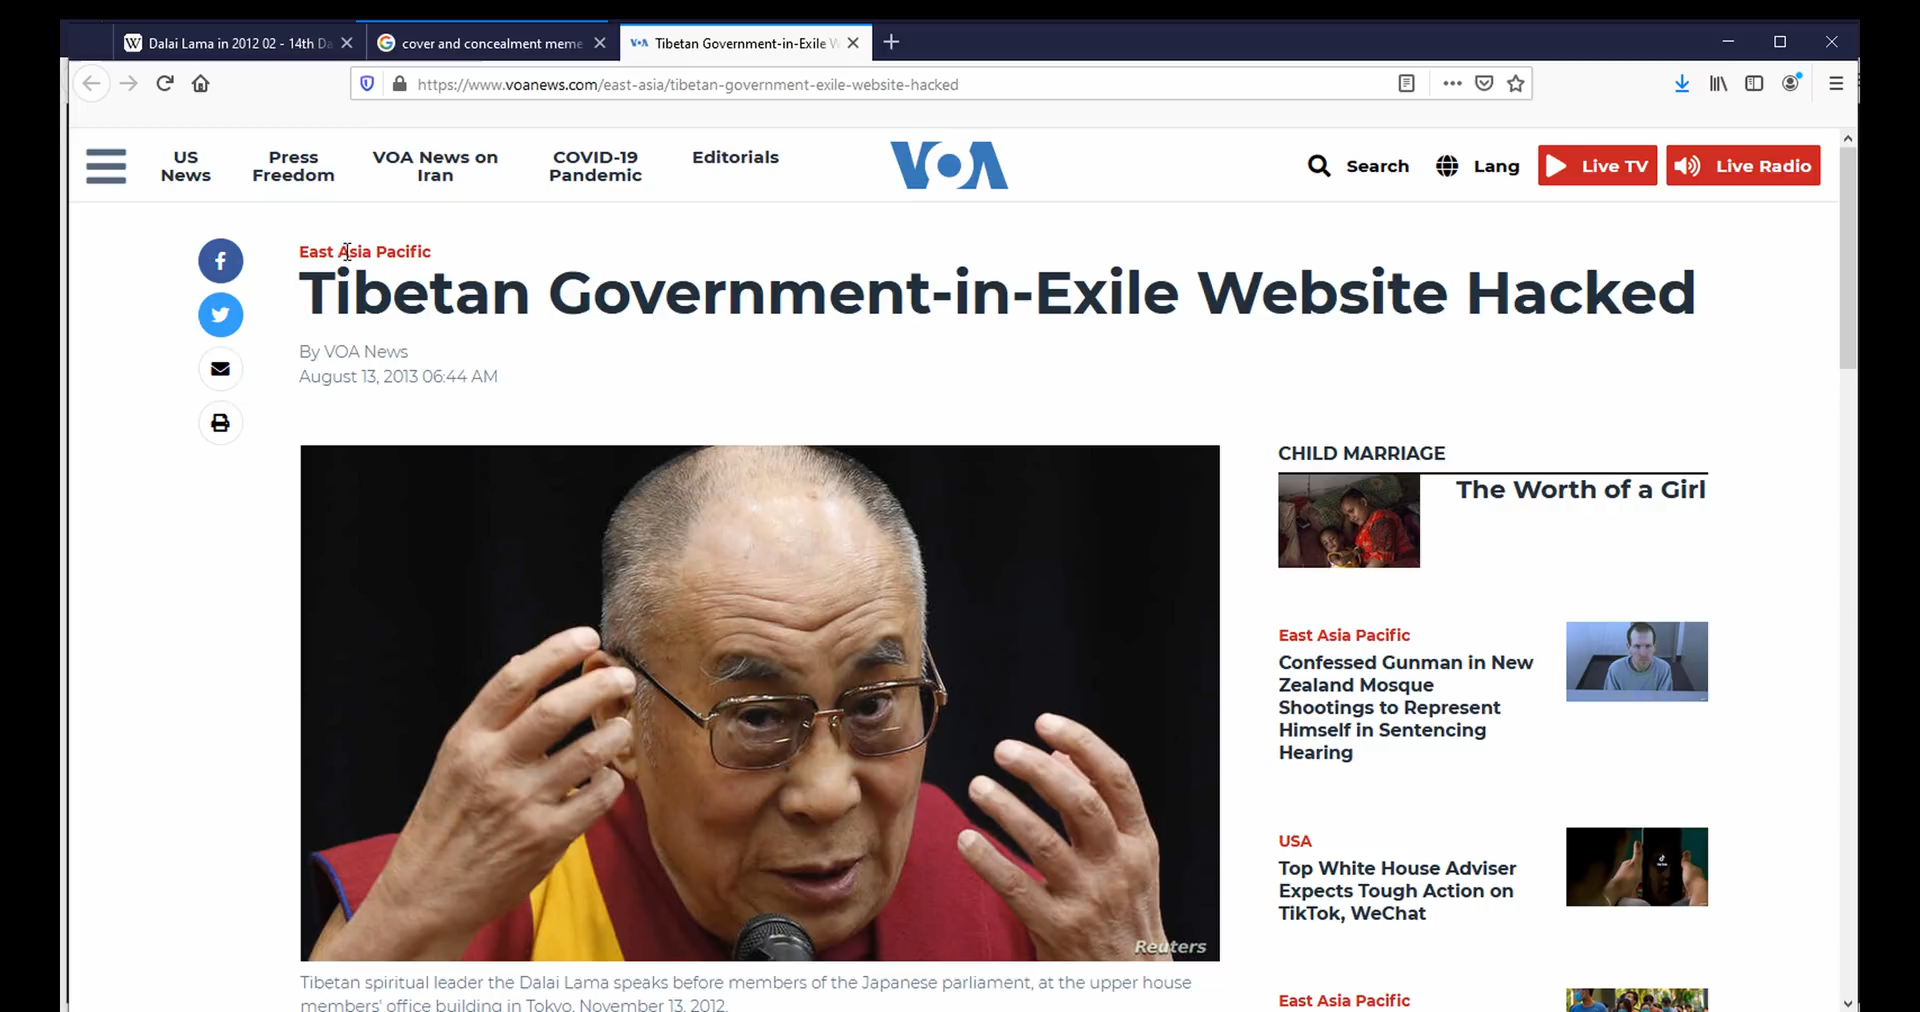 Dalai Lama in 2012 02 - 14th Da
cover and concealment meme
Tibetan Government-in-Exile W
https://www.voanews.com/east-asia/tibetan-government-exile-website-hacked
US
News
Press
Freedom
VOA News on
Iran
COVID-19
Pandemic
Editorials
VOA
Search
Lang
Live TV
Live Radio
East Asia Pacific
Tibetan Government-in-Exile Website Hacked
By VOA News
August 13, 2013 06:44 AM
Reuters
Tibetan spiritual leader the Dalai Lama speaks before members of the Japanese parliament, at the upper house
members' office building in Tokyo, November 13, 2012.
CHILD MARRIAGE
The Worth of a Girl
East Asia Pacific
Confessed Gunman in New
Zealand Mosque
Shootings to Represent
Himself in Sentencing
Hearing
USA
Top White House Adviser
Expects Tough Action on
TikTok, WeChat
East Asia Pacific